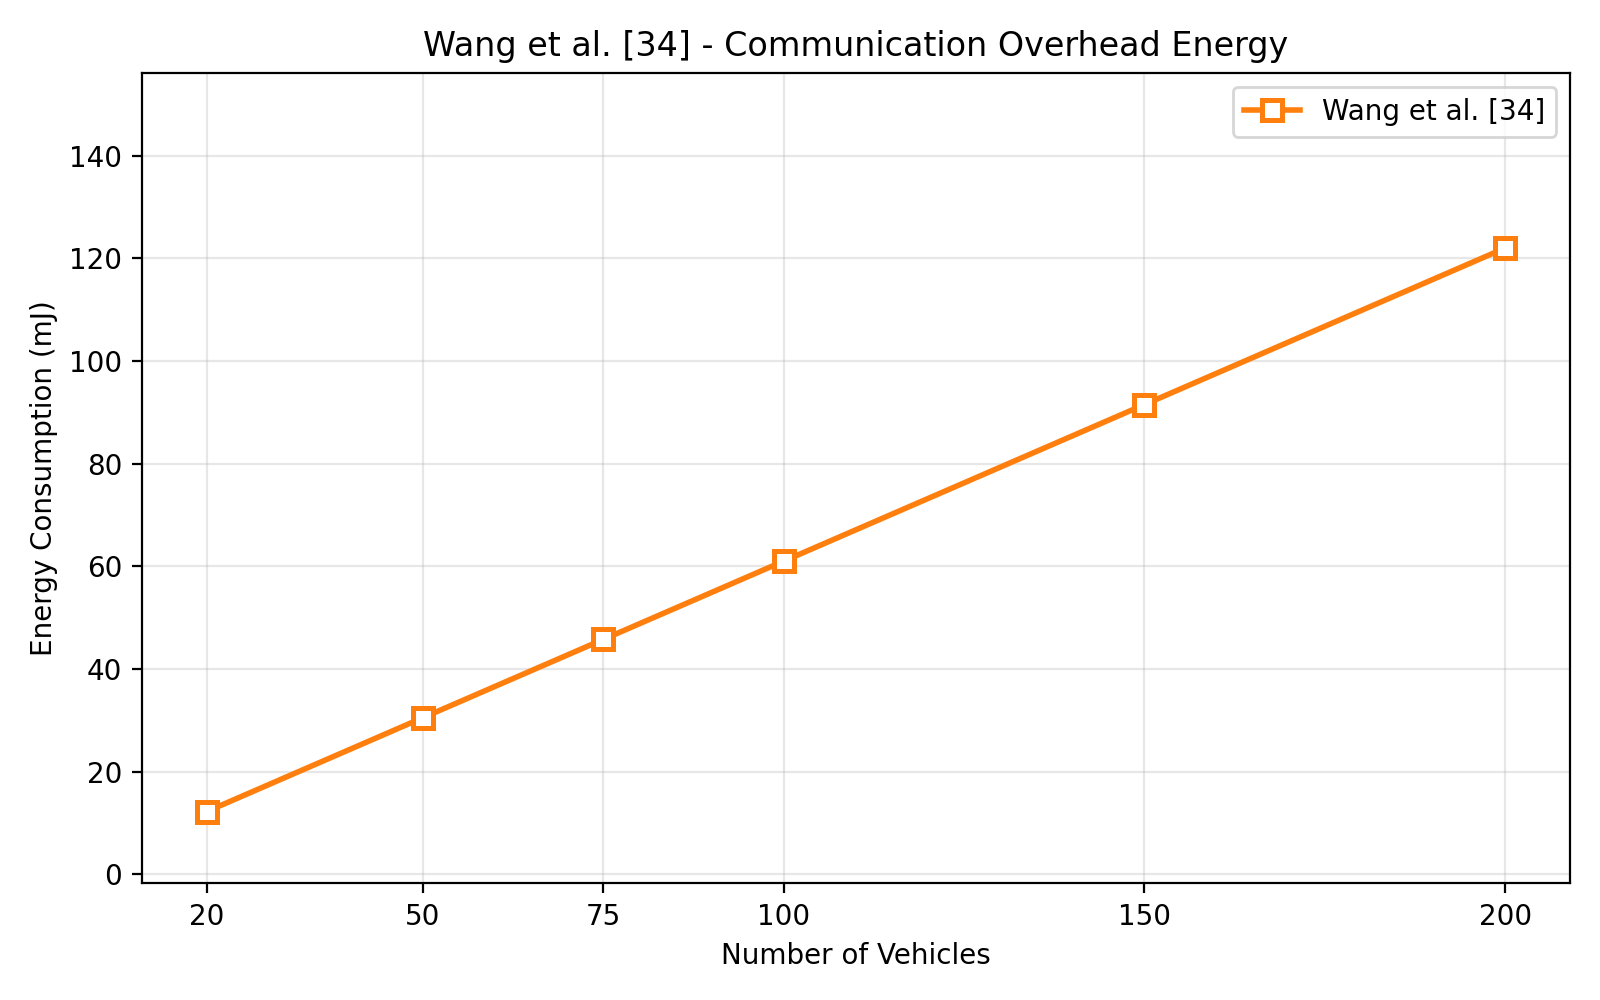 Wang et al. [34] - Communication Overhead Energy
Wang et al. [34]
Energy Consumption (mJ)
140
120
100
80
60
40
20
0
20 50 75 100 150 200
Number of Vehicles